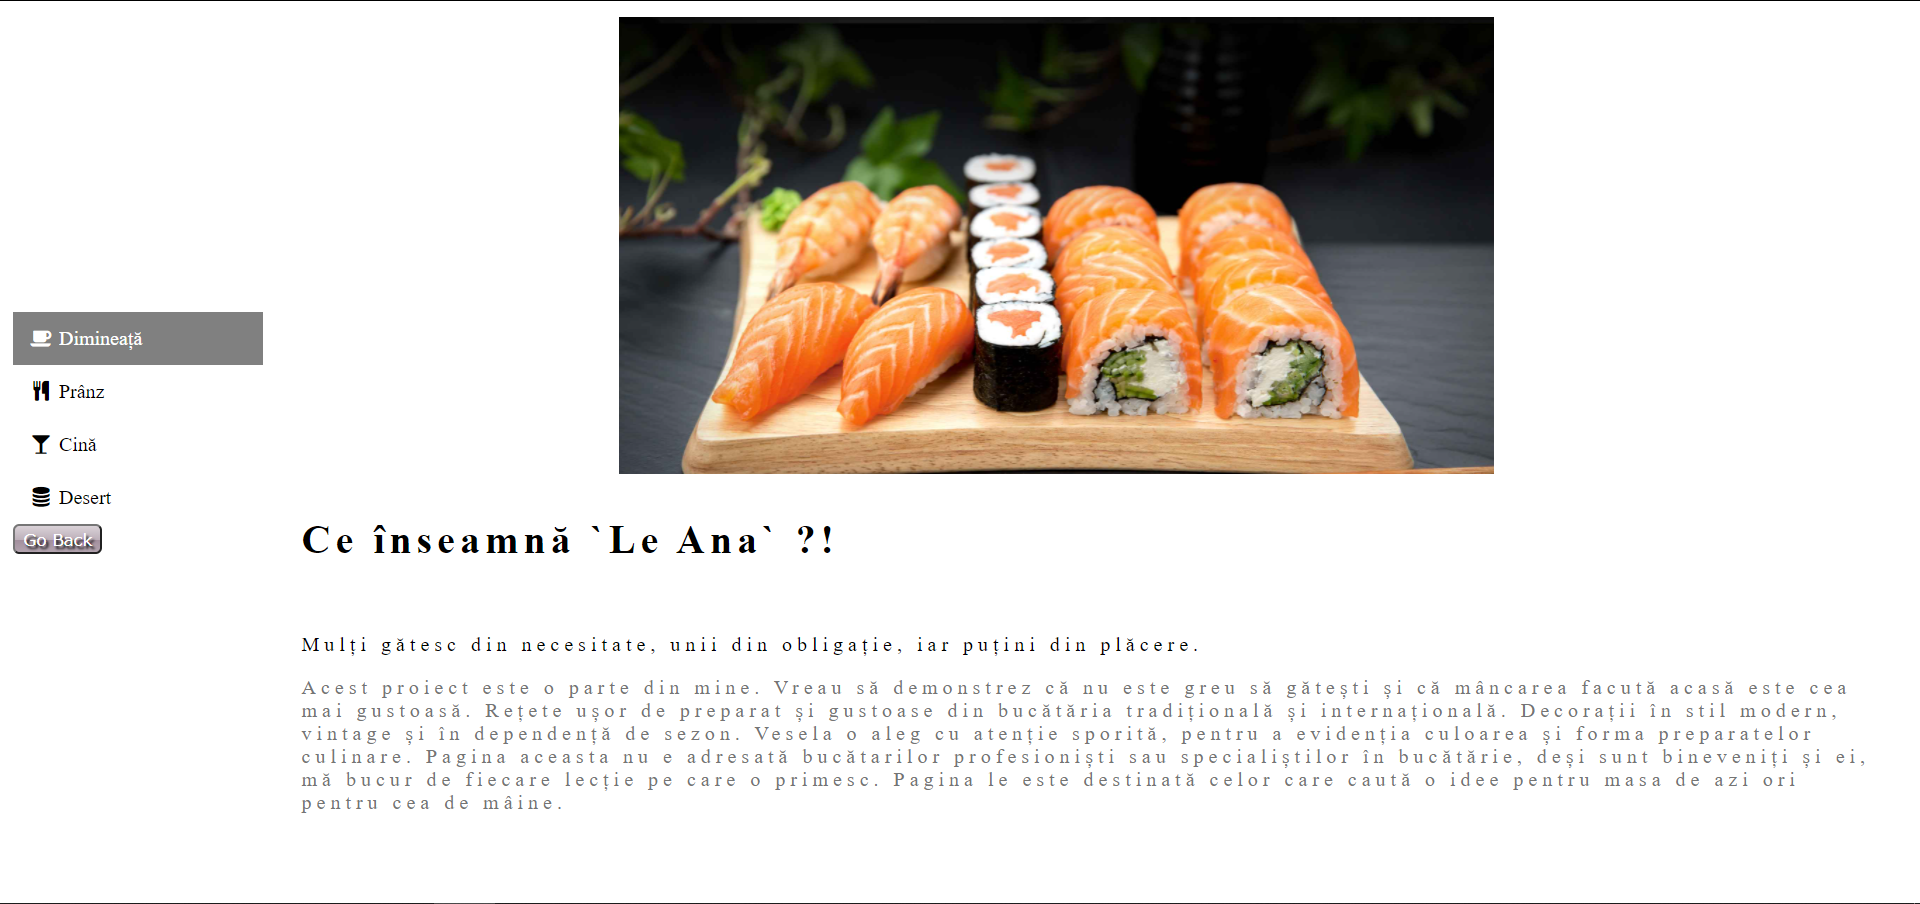 Dimineață
Prânz
Cină
Desert
Go Back
Ce înseamnă `Le Ana` ?!
Mulți gătesc din necesitate, unii din obligație, iar puțini din plăcere.
Acest proiect este o parte din mine. Vreau să demonstrez că nu este greu să gătești și că mâncarea facută acasă este cea
mai gustoasă. Rețete ușor de preparat și gustoase din bucătăria tradițională și internațională. Decorații în stil modern,
vintage și în dependență de sezon. Vesela o aleg cu atenție sporită, pentru a evidenția culoarea și forma preparatelor
culinare. Pagina aceasta nu e adresată bucătarilor profesioniști sau specialiștilor în bucătărie, deși sunt bineveniți și ei,
mă bucur de fiecare lecție pe care o primesc. Pagina le este destinată celor care caută o idee pentru masa de azi ori
pentru cea de mâine.